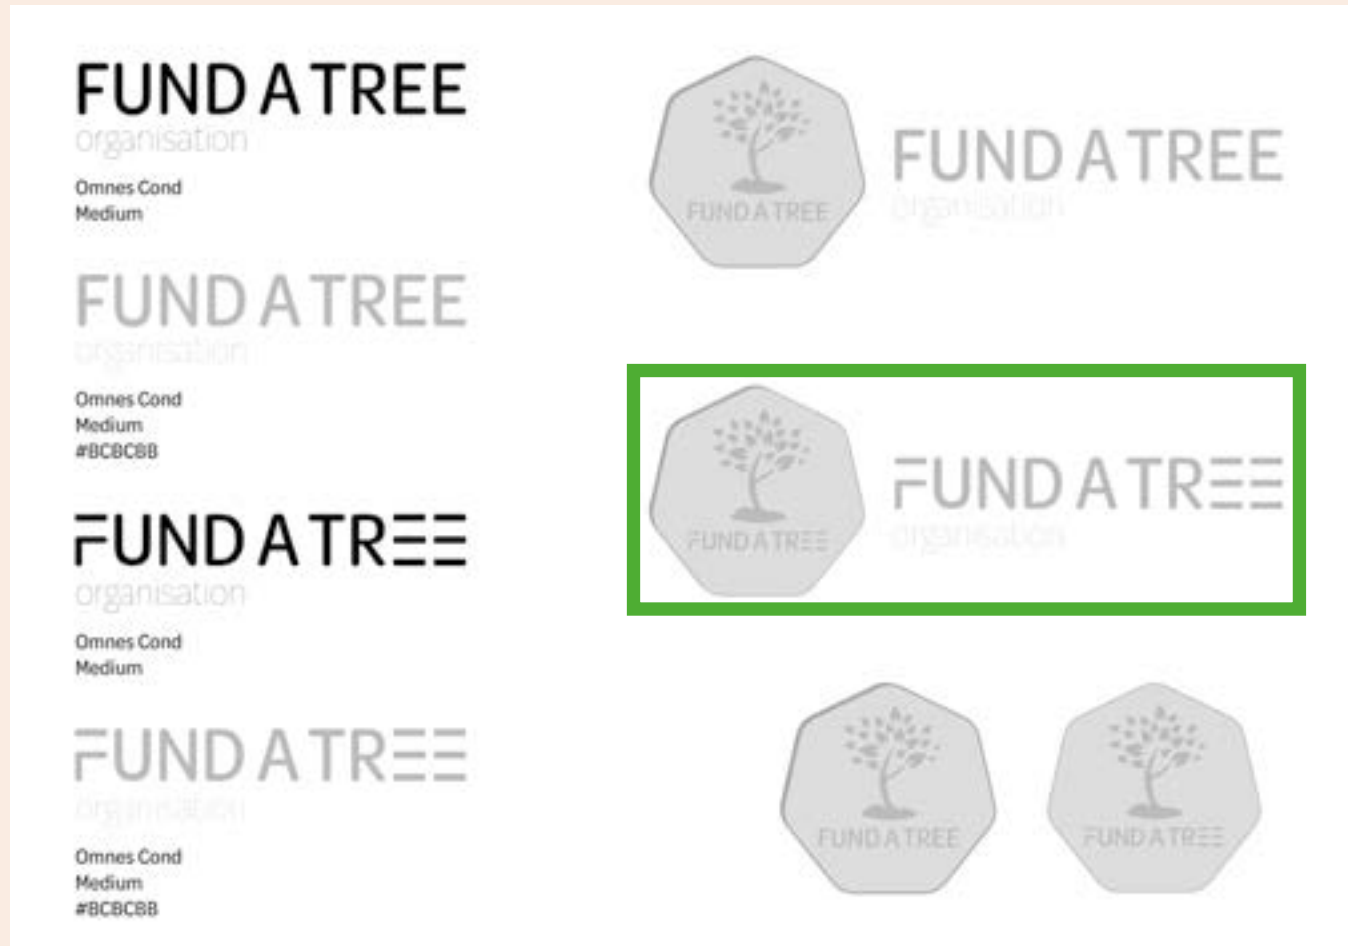 FUND A TREE
organisation
Omnes Cond
Medium
FUND A TREE
organisation
Omnes Cond
Medium
#BCBCBB
FUND A TREE
organisation
Omnes Cond
Medium
FUND A TREE
organisation
Omnes Cond
Medium
#BCBCBB
FUND A TREE
FUND A TREE
organisation
FUND A TREE
FUND A TREE
organisation
FUND A TREE
FUND A TREE